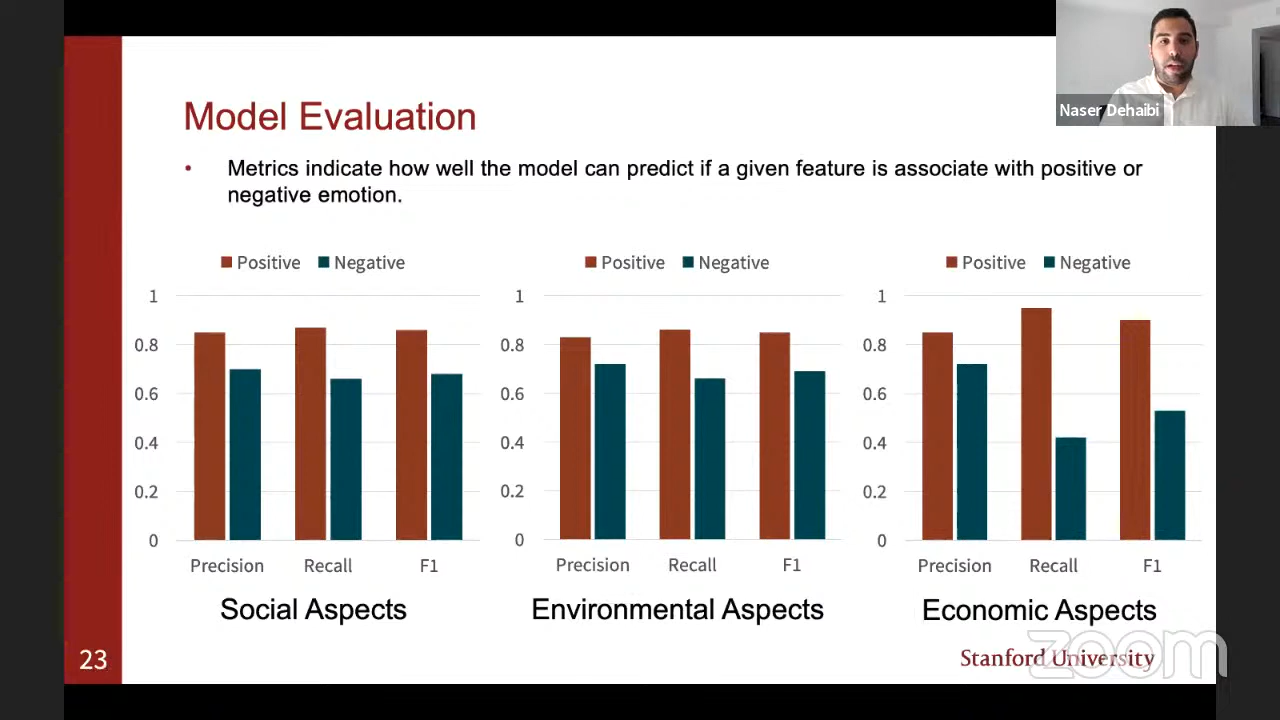 Naser Dehaibi
Model Evaluation
• Metrics indicate how well the model can predict if a given feature is associate with positive or
negative emotion.
Positive Negative
1
0.8
0.6
0.4
0.2
0
Precision Recall F1
Social Aspects
Positive Negative
1
0.8
0.6
0.4
0.2
0
Precision Recall F1
Environmental Aspects
Positive Negative
1
0.8
0.6
0.4
0.2
0
Precision Recall F1
Economic Aspects
23
Stanford University
zoom